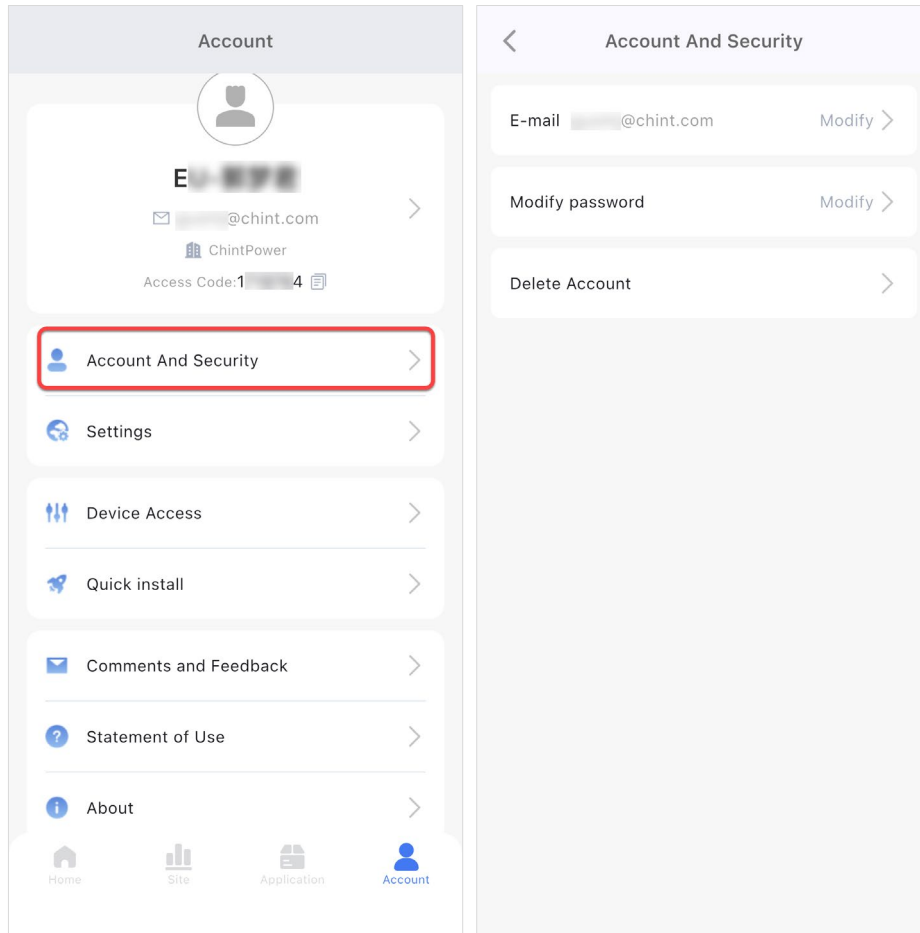 Account
E
@chint.com
ChintPower
Access Code:1 4
Account And Security
Settings
Device Access
Quick install
Comments and Feedback
Statement of Use
About
Home Site Application Account
Account And Security
E-mail @chint.com Modify
Modify password Modify
Delete Account